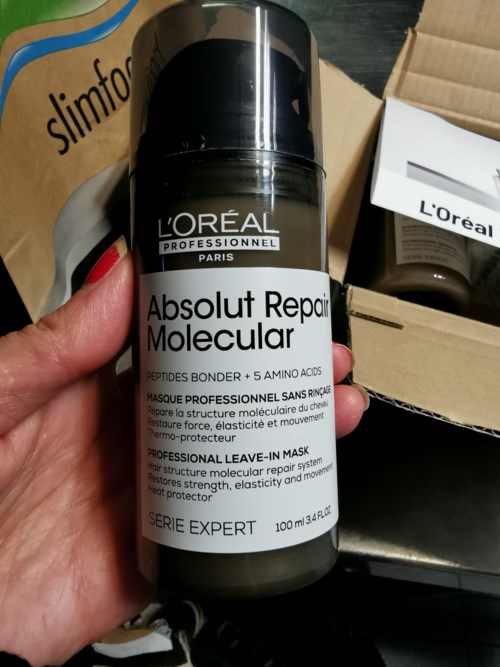 slimfo
L'ORÉAL
PROFESSIONNEL
PARIS
Absolut Repair
Molecular
PEPTIDES BONDER + 5 AMINO ACIDS
MASQUE PROFESSIONNEL SANS RINÇAGE
Répare la structure moléculaire du cheveu
Restaure force, élasticité et mouvement
Thermo-protecteur
PROFESSIONAL LEAVE-IN MASK
Hair structure molecular repair system
Restores strength, elasticity and movement
Heat protector
SERIE EXPERT
100 ml 3.4 FL.OZ
L'Oréal